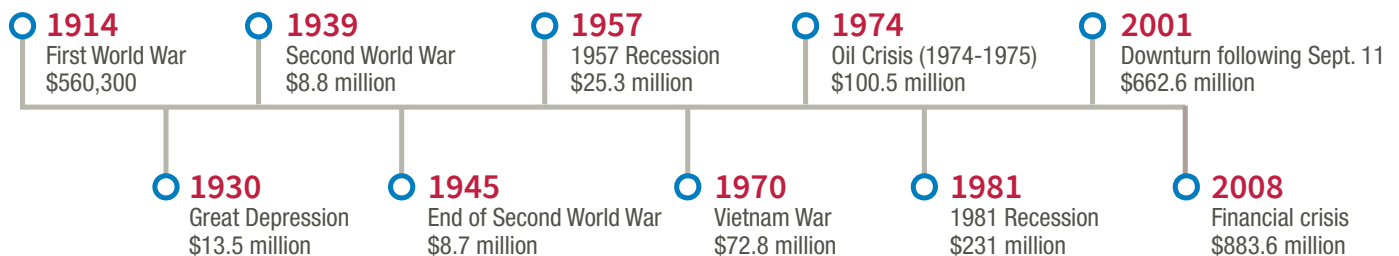 1914
First World War
$560,300
1939
Second World War
$8.8 million
1957
1957 Recession
$25.3 million
1974
Oil Crisis (1974-1975)
$100.5 million
2001
Downturn following Sept. 11
$662.6 million
1930
Great Depression
$13.5 million
1945
End of Second World War
$8.7 million
1970
Vietnam War
$72.8 million
1981
1981 Recession
$231 million
2008
Financial crisis
$883.6 million